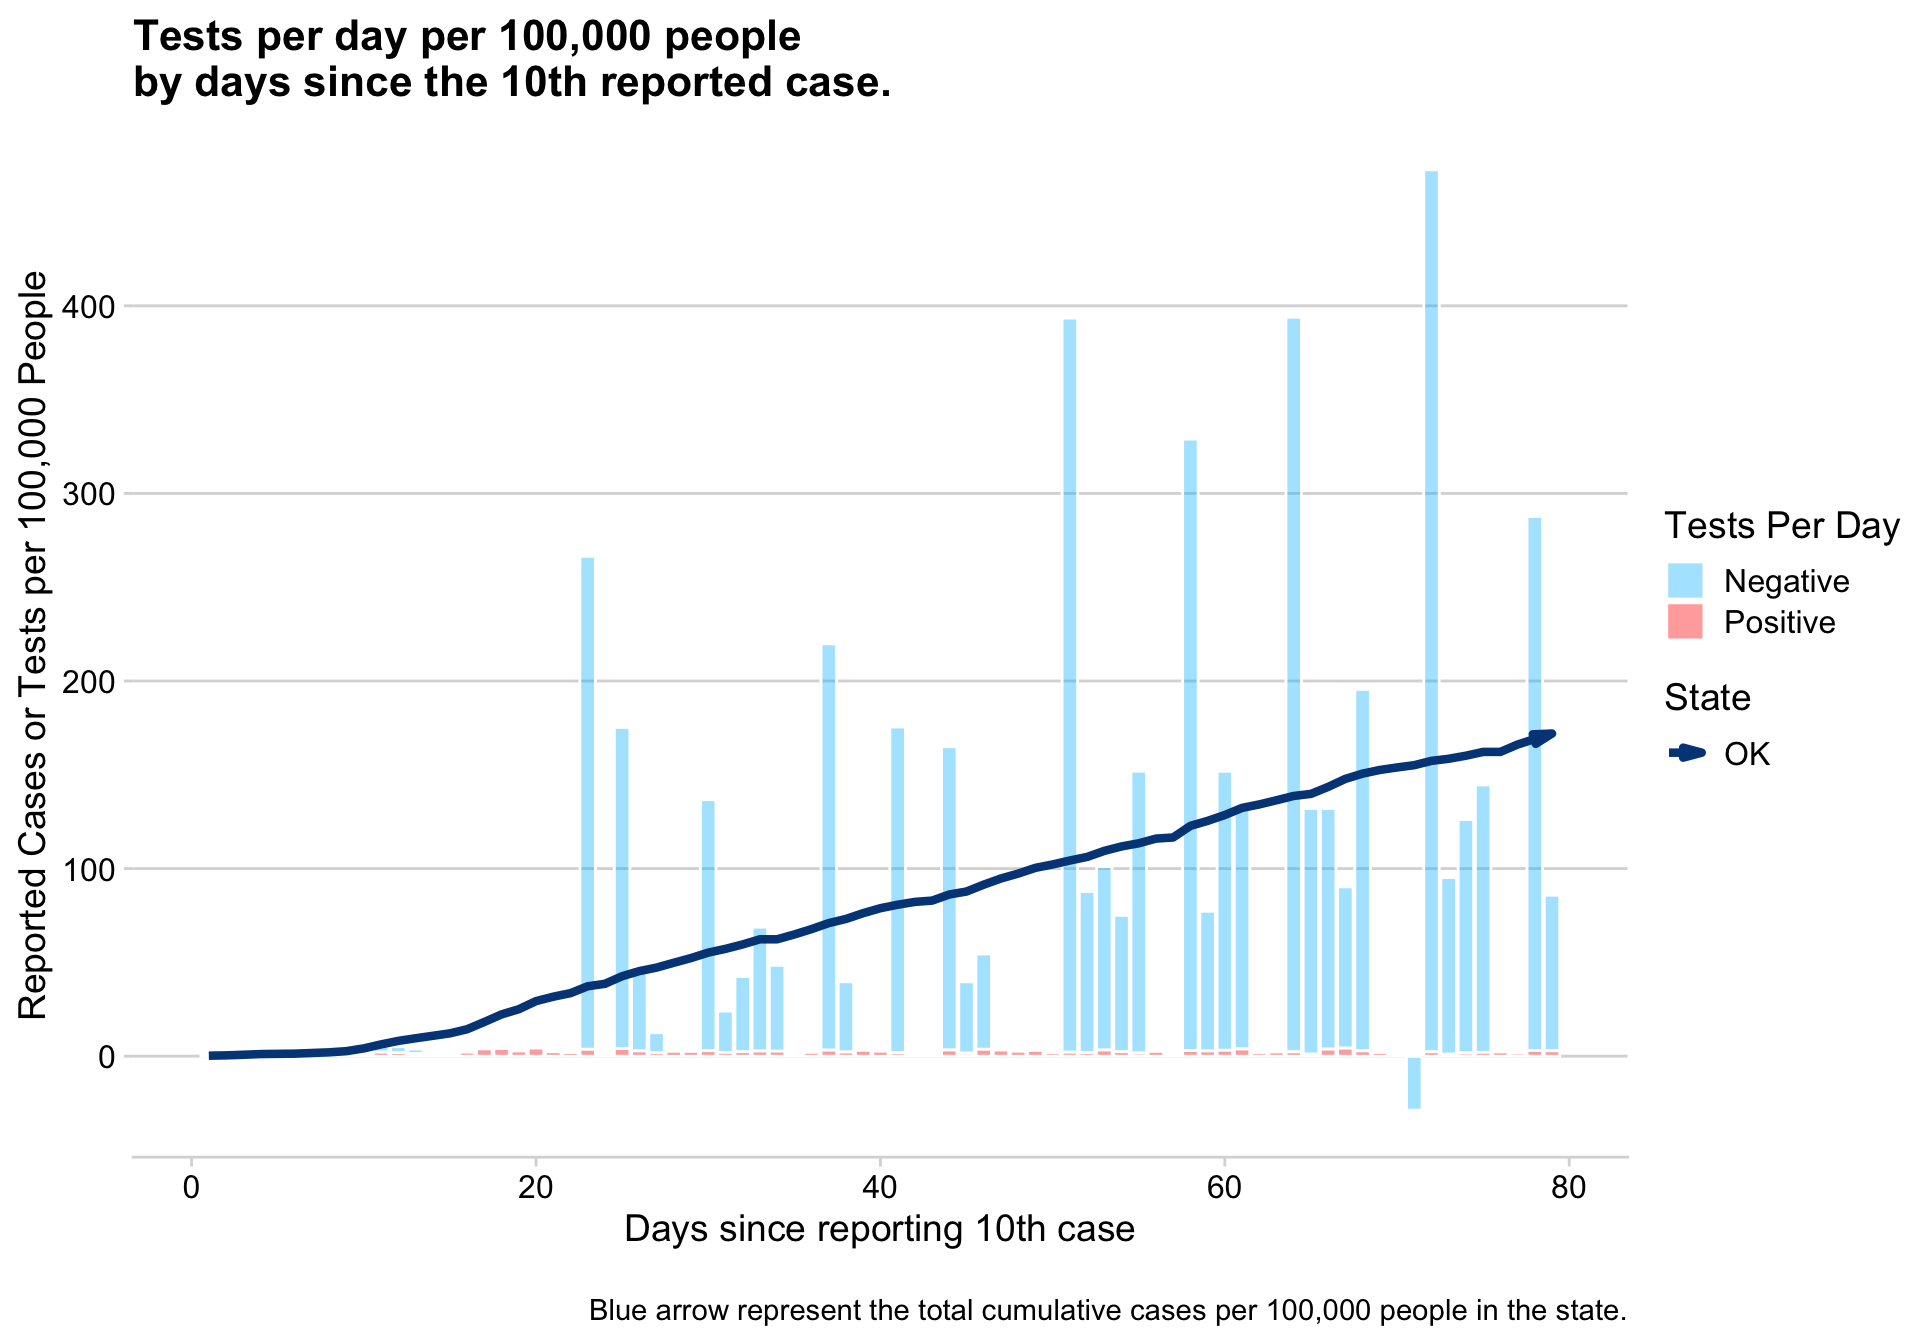 Tests per day per 100,000 people
by days since the 10th reported case.
Reported Cases or Tests per 100,000 People
400
300
200
100
0
0
20
40
60
80
Days since reporting 10th case
Tests Per Day
Negative
Positive
State
OK
Blue arrow represent the total cumulative cases per 100,000 people in the state.